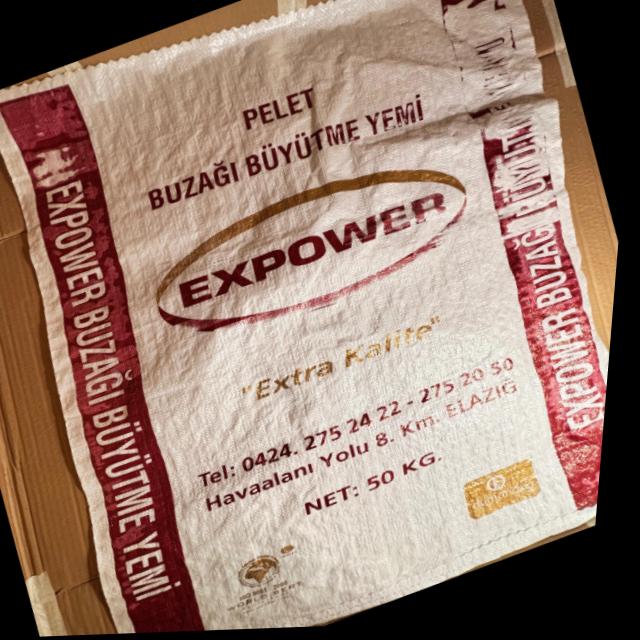 PELET
BUZAĞI BÜYÜTME YEMİ
EXPOWER
"Extra Kalite"
Tel: 0424. 275 24 22 - 275 20 50
Havaalanı Yolu 8. Km. ELAZIĞ
NET: 50 KG.
EXPOWER BUZAĞI BÜYÜTME YEMİ
EXPOWER BUZAĞI